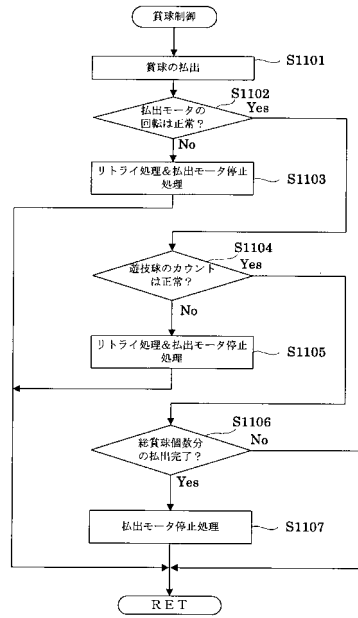 賞球制御
賞球の払出
S1101
S1102
払出モータの
回転は正常？
Yes
No
リトライ処理&払出モータ停止
処理
S1103
S1104
遊技球のカウント
は正常？
Yes
No
リトライ処理&払出モータ停止
処理
S1105
S1106
総賞球個数分
の払出完了？
No
Yes
払出モータ停止処理
S1107
RET